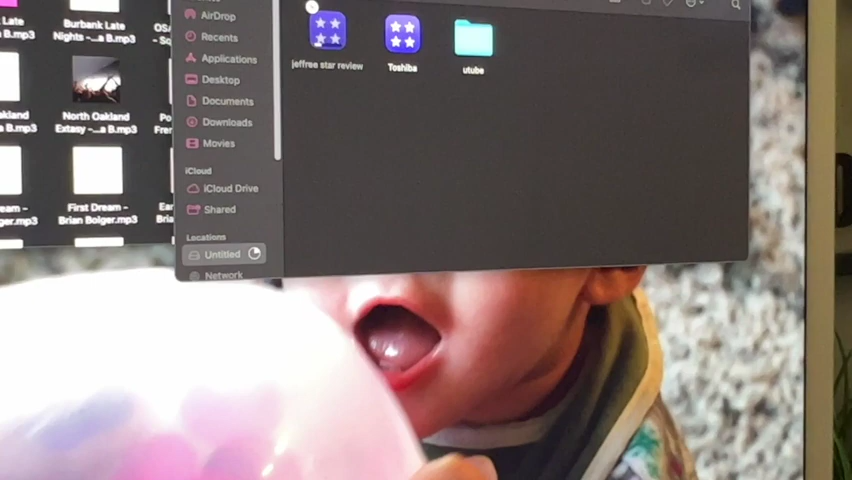 Late
B.mp3
Burbank Late
Nights -...a B.mp3
B.mp3
North Oakland
Extasy -...a B.mp3
First Dream -
Brian Bolger.mp3
AirDrop
Recents
Applications
Desktop
Documents
Downloads
Movies
iCloud
iCloud Drive
Shared
Locations
Untitled
Network
jeffree star review
Toshiba
utube